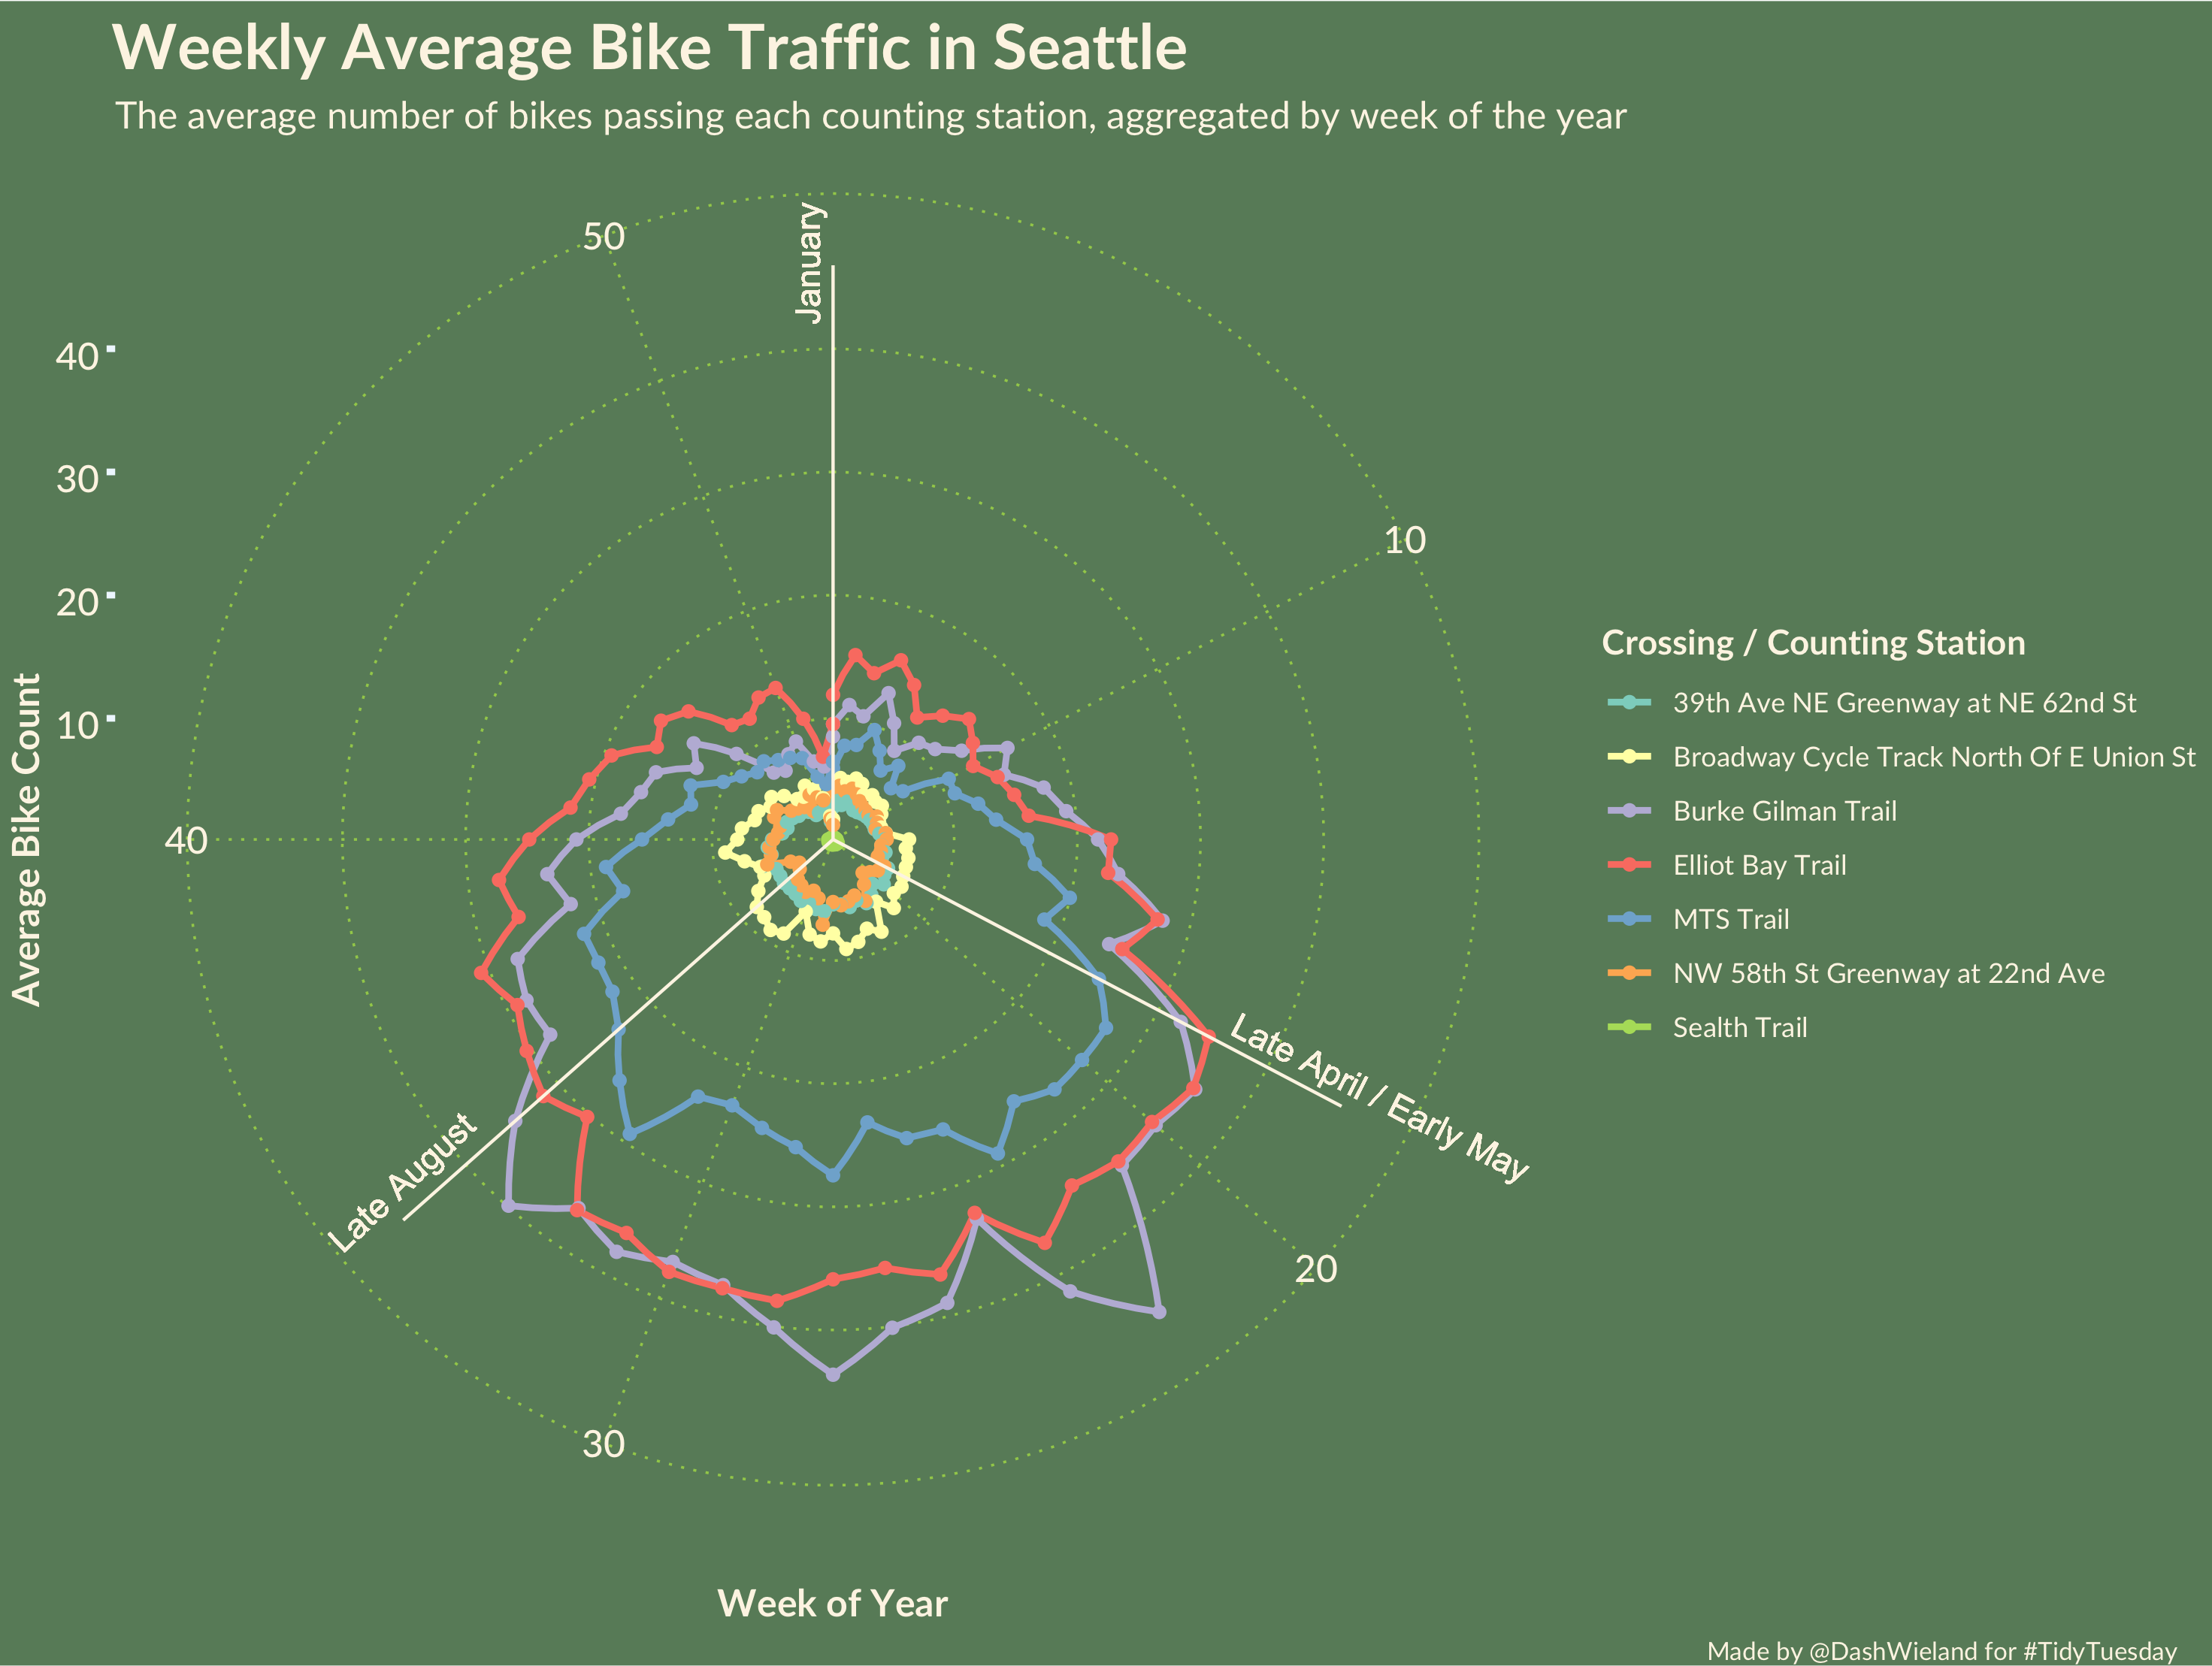 Weekly Average Bike Traffic in Seattle
The average number of bikes passing each counting station, aggregated by week of the year
January
50
40
30
20
10
10
40
20
30
Late April / Early May
Late August
Average Bike Count
Week of Year
Crossing / Counting Station
39th Ave NE Greenway at NE 62nd St
Broadway Cycle Track North Of E Union St
Burke Gilman Trail
Elliot Bay Trail
MTS Trail
NW 58th St Greenway at 22nd Ave
Sealth Trail
Made by @DashWieland for #TidyTuesday